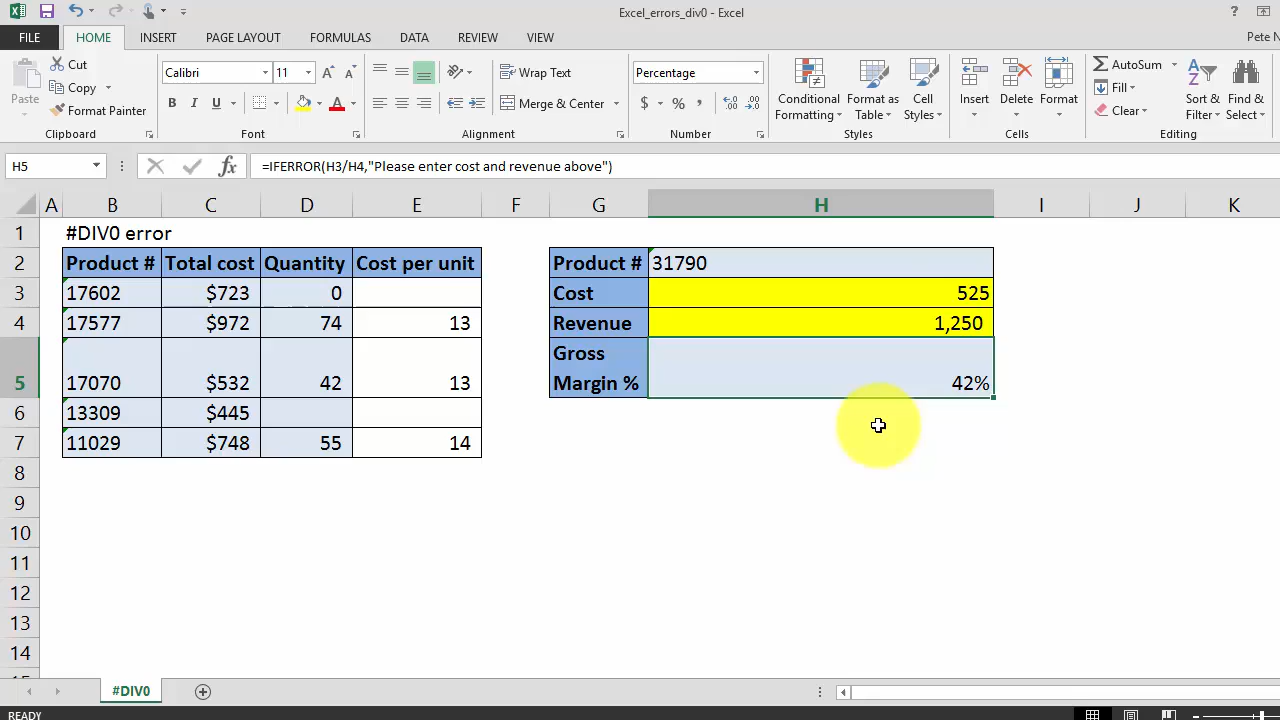 Excel_errors_div0 - Excel
?
FILE HOME INSERT PAGE LAYOUT FORMULAS DATA REVIEW VIEW Pete N
Paste
Cut
Copy
Format Painter
Clipboard
Calibri 11
A A
B I U A
Font
Wrap Text
Merge & Center
Alignment
Percentage
$ % ,
Number
Conditional Formatting
Format as Table
Cell Styles
Styles
Insert Delete Format
Cells
AutoSum
Fill
Clear
Sort & Filter
Find & Select
Editing
H5 fx =IFERROR(H3/H4,"Please enter cost and revenue above")
A B C D E F G H I J K
1 #DIV0 error
2 Product # Total cost Quantity Cost per unit Product # 31790
3 17602 $723 0 Cost 525
4 17577 $972 74 13 Revenue 1,250
Gross
5 17070 $532 42 13 Margin % 42%
6 13309 $445
7 11029 $748 55 14
8
9
10
11
12
13
14
#DIV0
READY